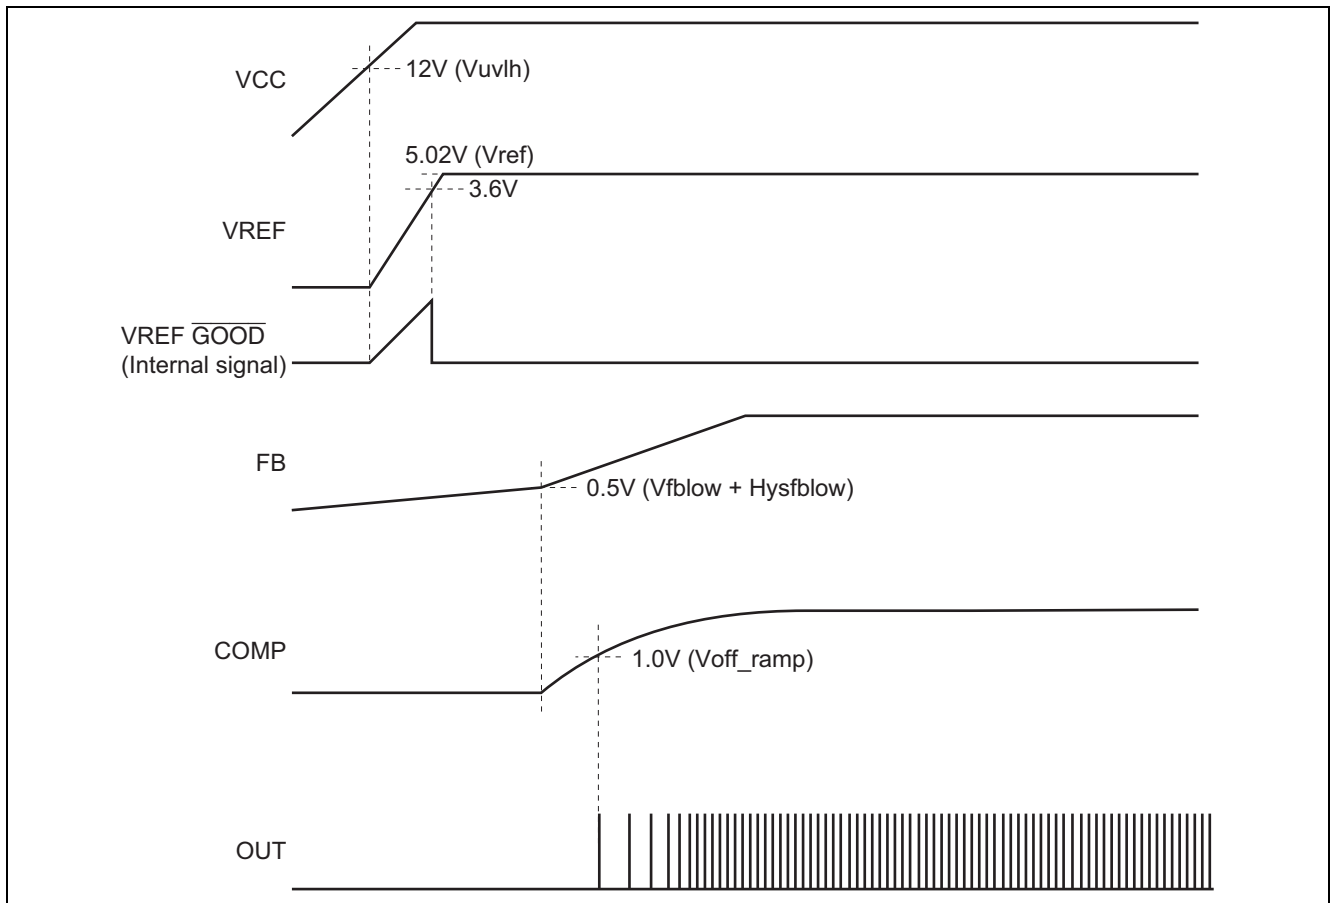 VCC
12V (Vuvlh)
5.02V (Vref)
3.6V
VREF
VREF GOOD
(Internal signal)
FB
0.5V (Vfblow + Hysfblow)
COMP
1.0V (Voff_ramp)
OUT